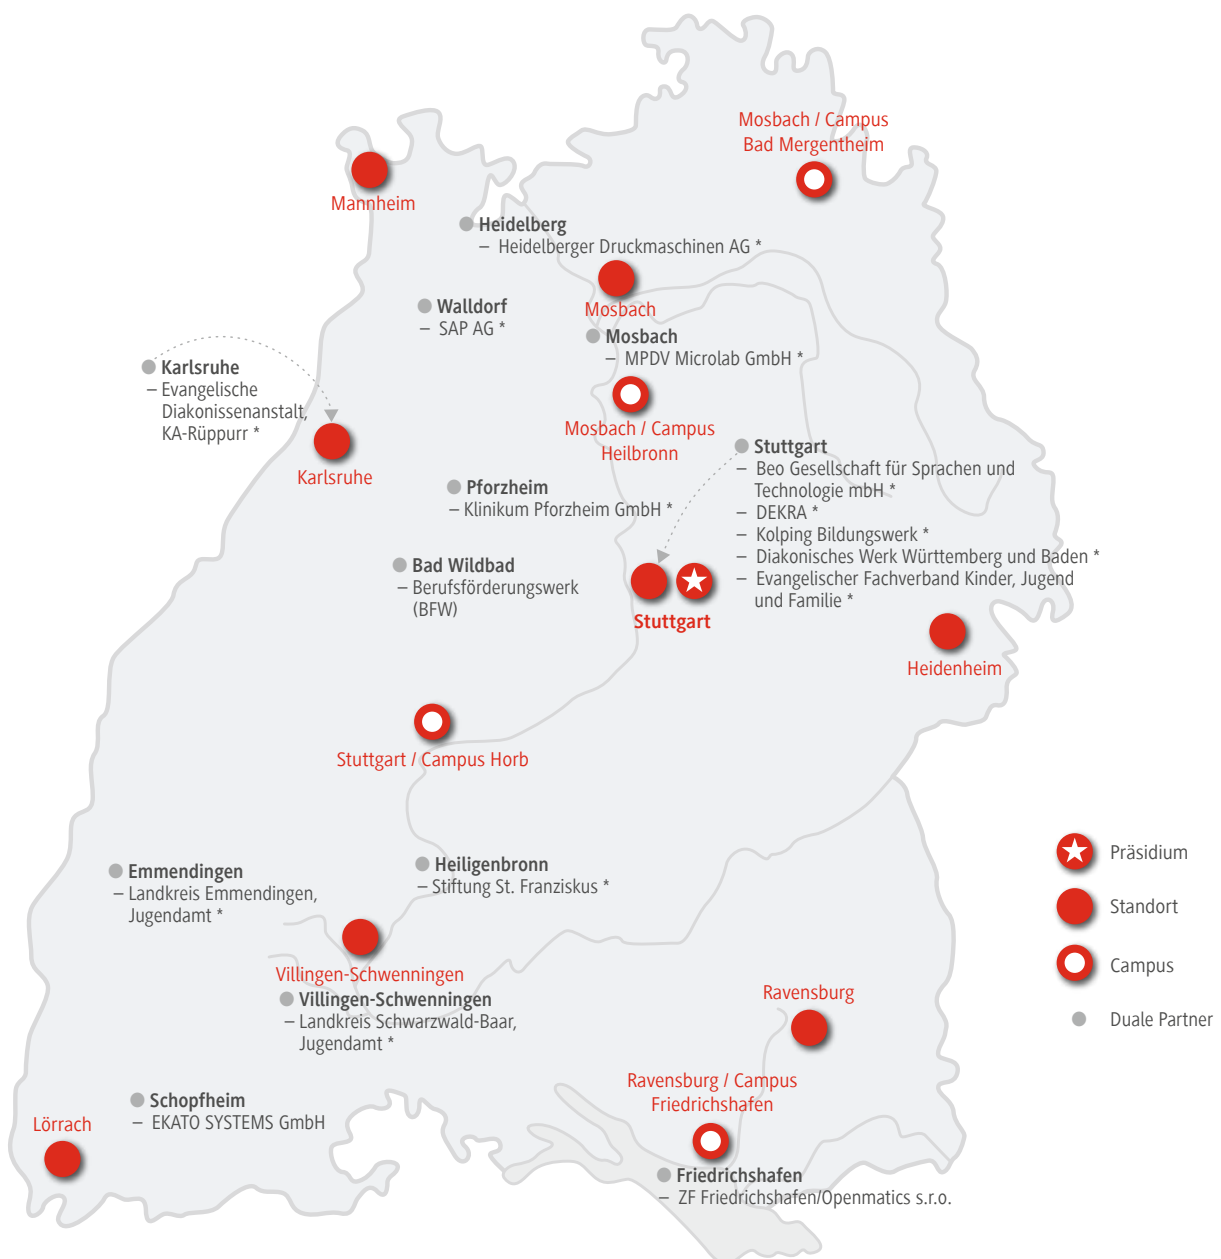 Mosbach / Campus
Bad Mergentheim
Mannheim
Heidelberg
– Heidelberger Druckmaschinen AG *
Mosbach
Walldorf
– SAP AG *
Mosbach
– MPDV Microlab GmbH *
Karlsruhe
– Evangelische
Diakonissenanstalt,
KA-Rüppurr *
Karlsruhe
Mosbach / Campus
Heilbronn
Stuttgart
– Beo Gesellschaft für Sprachen und
Technologie mbH *
– DEKRA *
– Kolping Bildungswerk *
– Diakonisches Werk Württemberg und Baden *
– Evangelischer Fachverband Kinder, Jugend
und Familie *
Pforzheim
– Klinikum Pforzheim GmbH *
Bad Wildbad
– Berufsförderungswerk
(BFW)
Stuttgart
Heidenheim
Stuttgart / Campus Horb
Emmendingen
– Landkreis Emmendingen,
Jugendamt *
Heiligenbronn
– Stiftung St. Franziskus *
Villingen-Schwenningen
Villingen-Schwenningen
– Landkreis Schwarzwald-Baar,
Jugendamt *
Ravensburg
Ravensburg / Campus
Friedrichshafen
Schopfheim
– EKATO SYSTEMS GmbH
Lörrach
Friedrichshafen
– ZF Friedrichshafen/Openmatics s.r.o.
Präsidium
Standort
Campus
Duale Partner